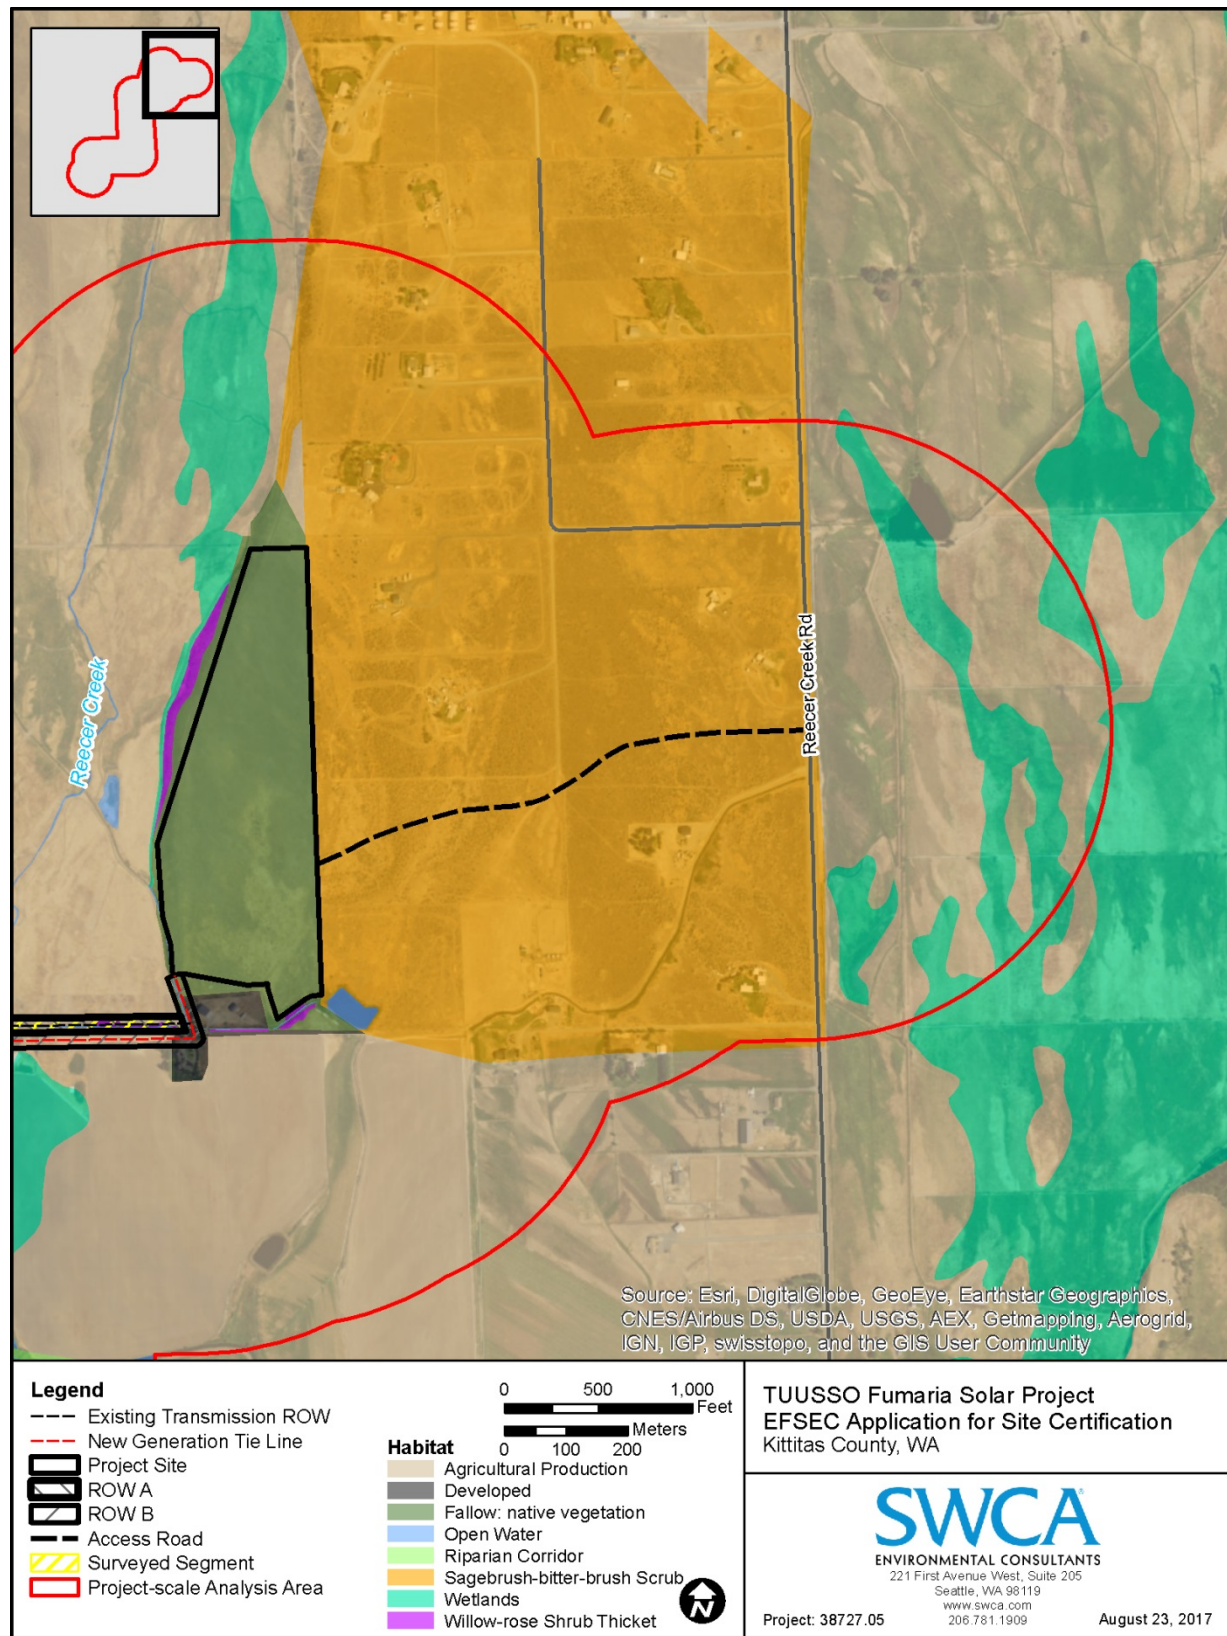 Reecer Creek
Reecer Creek Rd
Source: Esri, DigitalGlobe, GeoEye, Earthstar Geographics,
CNES/Airbus DS, USDA, USGS, AEX, Getmapping, Aerogrid,
IGN, IGP, swisstopo, and the GIS User Community
Legend
Existing Transmission ROW
New Generation Tie Line
Project Site
ROW A
ROW B
Access Road
Surveyed Segment
Project-scale Analysis Area
0 500 1,000
Feet
Meters
0 100 200
Habitat
Agricultural Production
Developed
Fallow: native vegetation
Open Water
Riparian Corridor
Sagebrush-bitter-brush Scrub
Wetlands
Willow-rose Shrub Thicket
N
TUUSSO Fumaria Solar Project
EFSEC Application for Site Certification
Kittitas County, WA
SWCA
ENVIRONMENTAL CONSULTANTS
221 First Avenue West, Suite 205
Seattle, WA 98119
www.swca.com
206.781.1909
Project: 38727.05
August 23, 2017